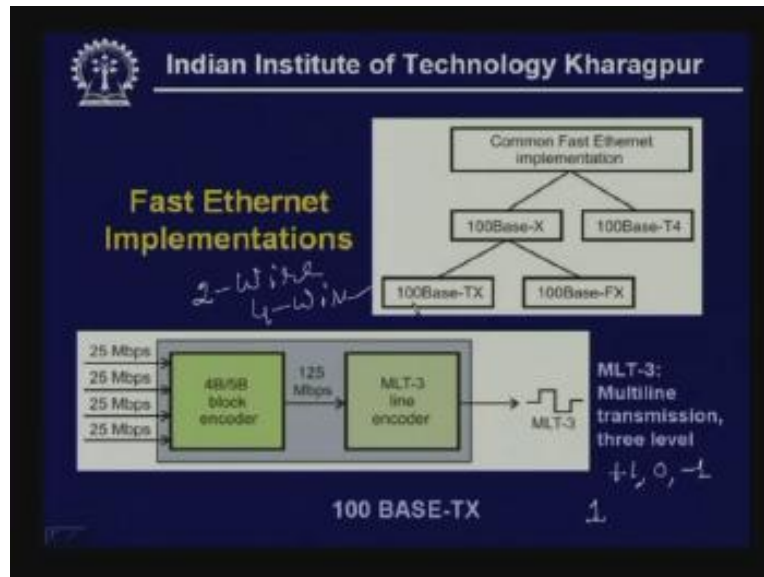 Indian Institute of Technology Kharagpur
Common Fast Ethernet
implementation
Fast Ethernet
Implementations
100Base-X
100Base-T4
2-wire
4-win
100Base-TX
100Base-FX
25 Mbps
25 Mbps
25 Mbps
25 Mbps
4B/5B
block
encoder
125
Mbps
MLT-3
line
encoder
MLT-3
MLT-3:
Multiline
transmission,
three level
+1, 0, -1
100 BASE-TX
1